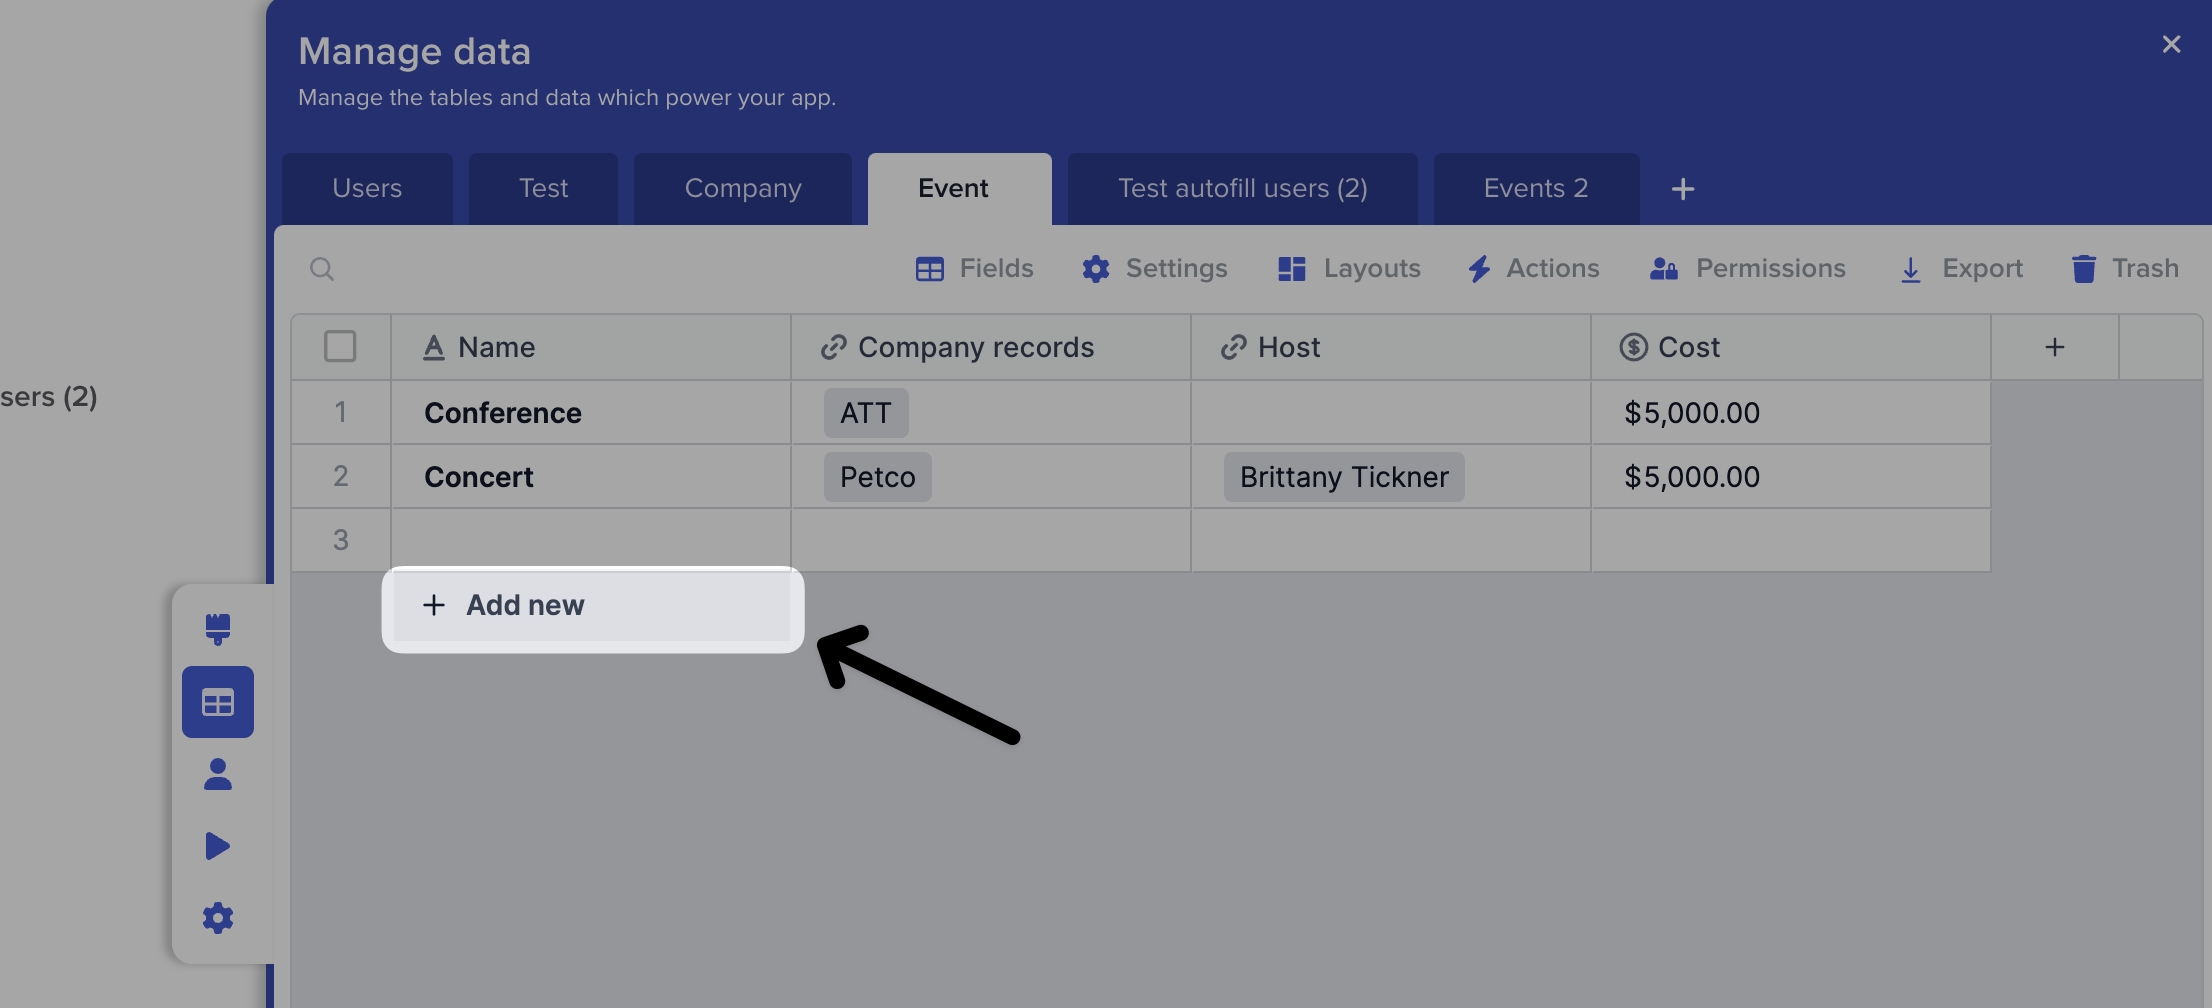 Manage data
Manage the tables and data which power your app.
Users Test Company Event Test autofill users (2) Events 2
Fields Settings Layouts Actions Permissions Export Trash
Name Company records Host Cost
sers (2)
1 Conference ATT $5,000.00
2 Concert Petco Brittany Tickner $5,000.00
3
+ Add new